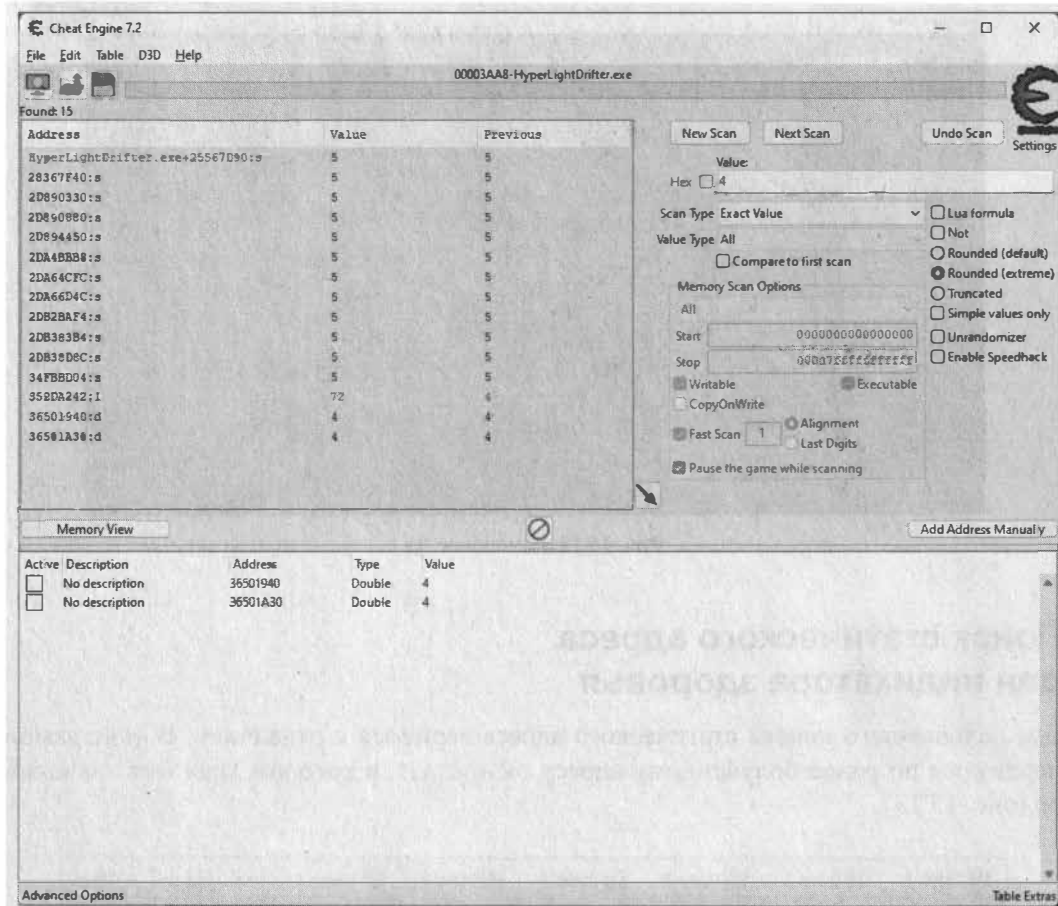 Cheat Engine 7.2
File Edit Table D3D Help
00003AA8-HyperLightDrifter.exe
Found: 15
Address Value Previous
HyperLightDrifter.exe+25567D90:s 5 5
28367F40:s 5 5
2D890330:s 5 5
2D890880:s 5 5
2D894450:s 5 5
2DA4BBB8:s 5 5
2DA64CFC:s 5 5
2DA66D4C:s 5 5
2DB2BAF4:s 5 5
2DB383B4:s 5 5
2DB38D8C:s 5 5
34FBBD04:s 5 5
352DA242:I 72 4
36501940:d 4 4
36501A30:d 4 4
New Scan Next Scan Undo Scan
Settings
Value:
Hex 4
Scan Type Exact Value
Value Type All
Compare to first scan
Lua formula
Not
Rounded (default)
Rounded (extreme)
Truncated
Simple values only
Unrandomizer
Enable Speedhack
Memory Scan Options
All
Start 0000000000000000
Stop 00007fffffffffff
Writable Executable
CopyOnWrite
Fast Scan 1 Alignment
Last Digits
Pause the game while scanning
Memory View Add Address Manually
Active Description Address Type Value
No description 36501940 Double 4
No description 36501A30 Double 4
Advanced Options Table Extras